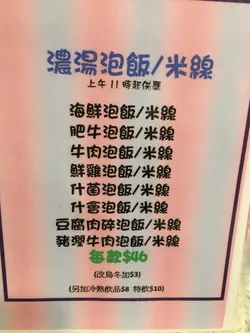 濃湯泡飯/米線
上午11時起供應
海鮮泡飯/米線
肥牛泡飯/米線
牛肉泡飯/米線
鮮雞泡飯/米線
什菌泡飯/米線
什會泡飯/米線
豆腐肉碎泡飯/米線
豬潤牛肉泡飯/米線
每款$46
(改烏冬加$3)
(另加冷熱飲品$8 特飲$10)